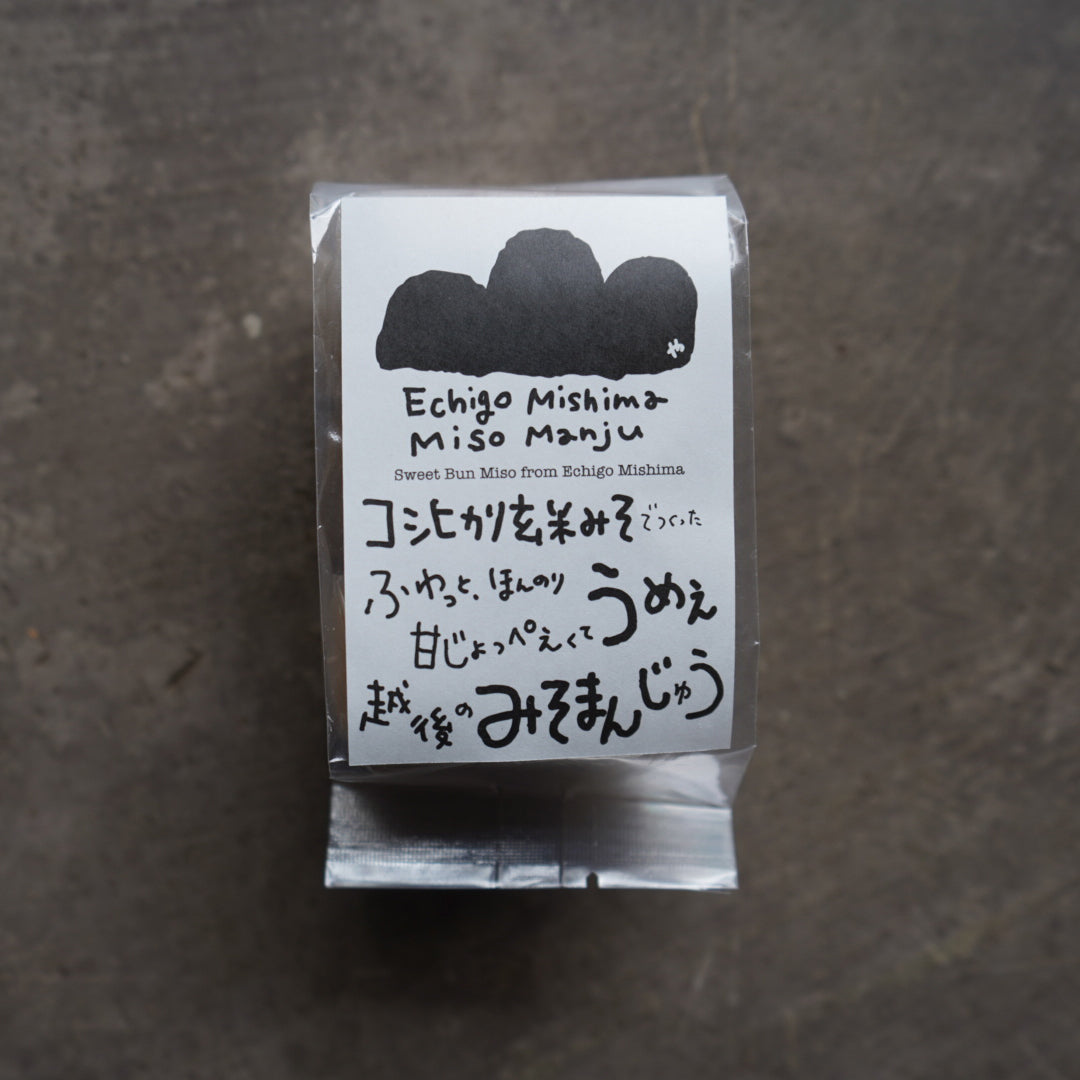 や
Echigo Mishima
Miso Manju
Sweet Bun Miso from Echigo Mishima
コシヒカリ玄米みそでつくった
ふわっと、ほんのり
甘じょっぺえくて うめえ
越後のみそまんじゅう